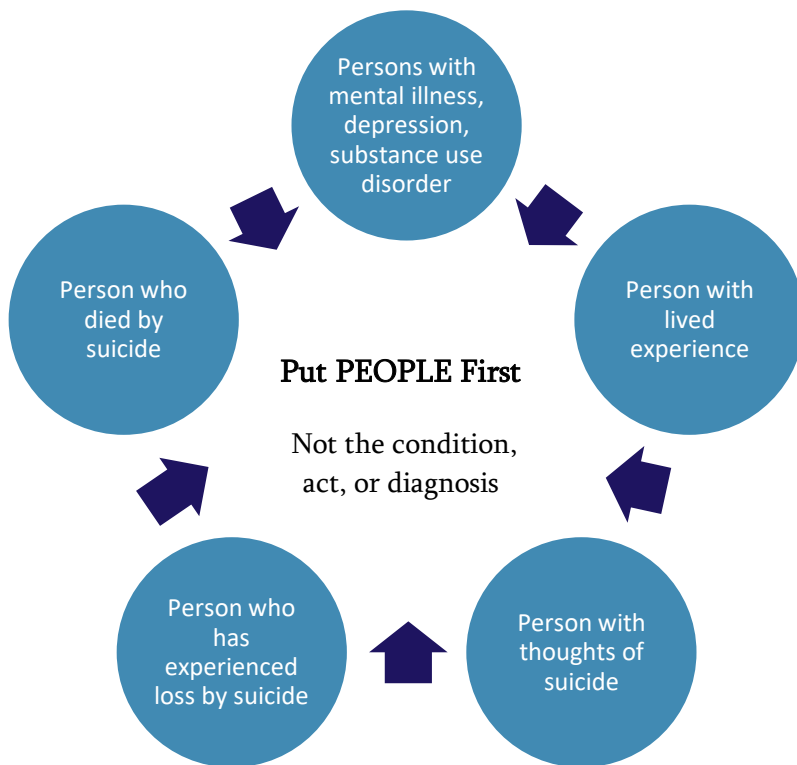 Persons with
mental illness,
depression,
substance use
disorder
Person who
died by
suicide
Person with
lived
experience
Put PEOPLE First
Not the condition,
act, or diagnosis
Person who
has
experienced
loss by suicide
Person with
thoughts of
suicide